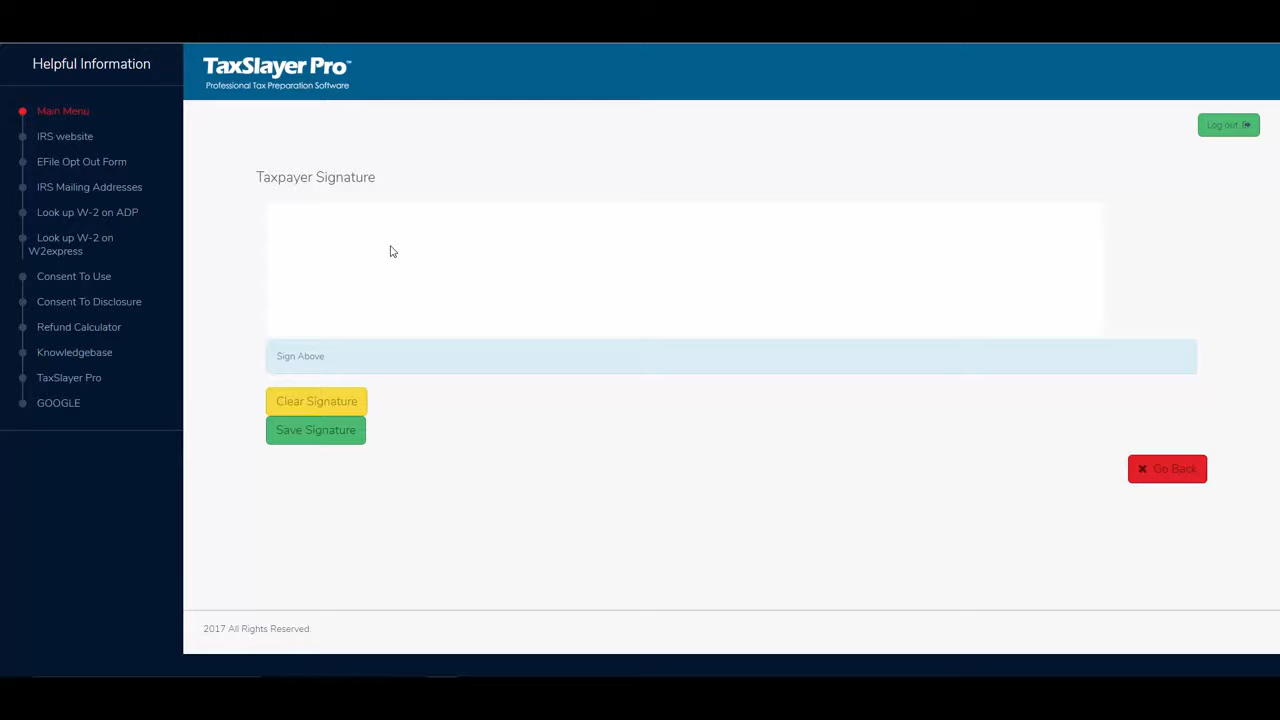 Helpful Information
TaxSlayer Pro™
Professional Tax Preparation Software
Main Menu
IRS website
EFile Opt Out Form
IRS Mailing Addresses
Look up W-2 on ADP
Look up W-2 on
W2express
Consent To Use
Consent To Disclosure
Refund Calculator
Knowledgebase
TaxSlayer Pro
GOOGLE
Log out
Taxpayer Signature
Sign Above
Clear Signature
Save Signature
Go Back
2017 All Rights Reserved.